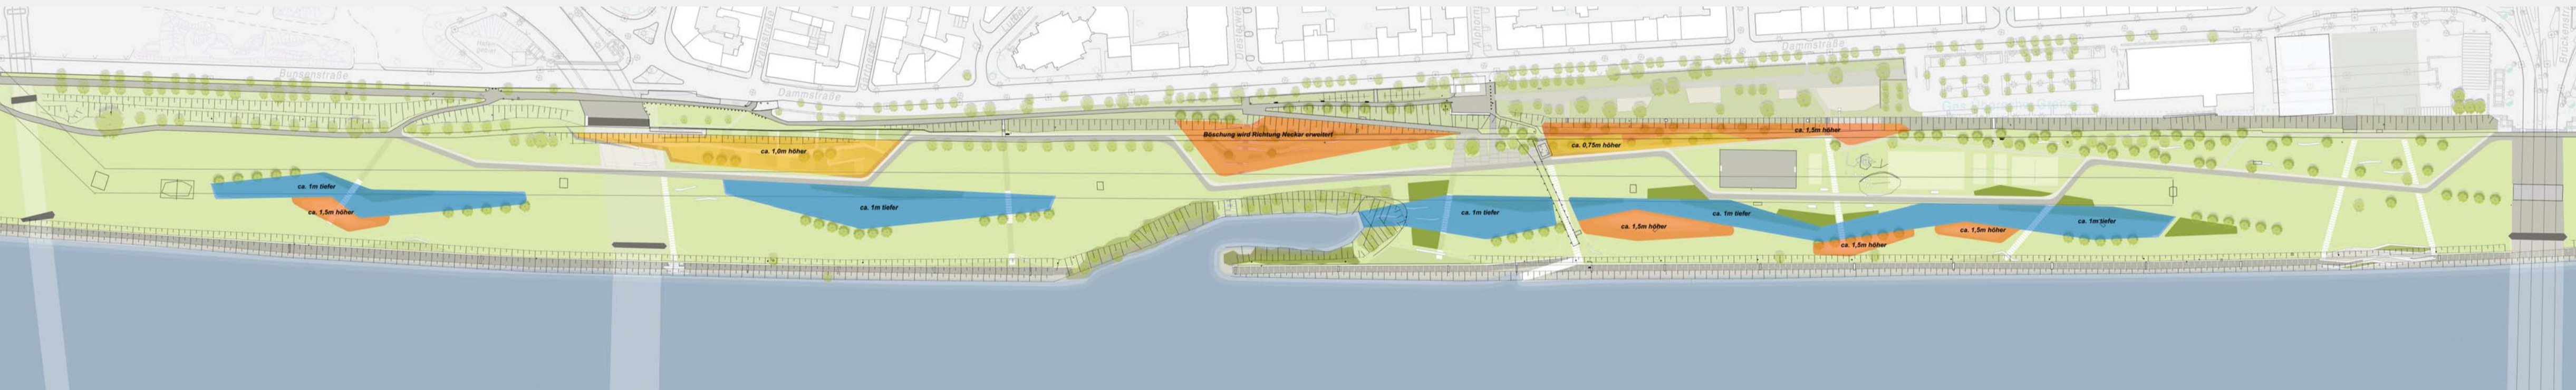 Bunsenstraße
Dammstraße
Dammstraße
ca. 1,0m höher
Böschung wird Richtung Neckar erweitert
ca. 1,5m höher
ca. 0,75m höher
ca. 1m tiefer
ca. 1,5m höher
ca. 1m tiefer
ca. 1m tiefer
ca. 1m tiefer
ca. 1,5m höher
ca. 1,5m höher
ca. 1,5m höher
ca. 1m tiefer